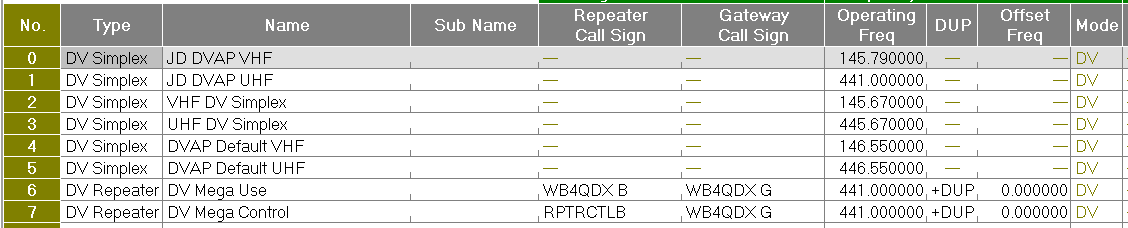 No. Type Name Sub Name Repeater Call Sign Gateway Call Sign Operating Freq DUP Offset Freq Mode
0 DV Simplex JD DVAP VHF — — 145.790000 — — DV
1 DV Simplex JD DVAP UHF — — 441.000000 — — DV
2 DV Simplex VHF DV Simplex — — 145.670000 — — DV
3 DV Simplex UHF DV Simplex — — 445.670000 — — DV
4 DV Simplex DVAP Default VHF — — 146.550000 — — DV
5 DV Simplex DVAP Default UHF — — 446.550000 — — DV
6 DV Repeater DV Mega Use WB4QDX B WB4QDX G 441.000000 +DUP 0.000000 DV
7 DV Repeater DV Mega Control RPTRCTLB WB4QDX G 441.000000 +DUP 0.000000 DV